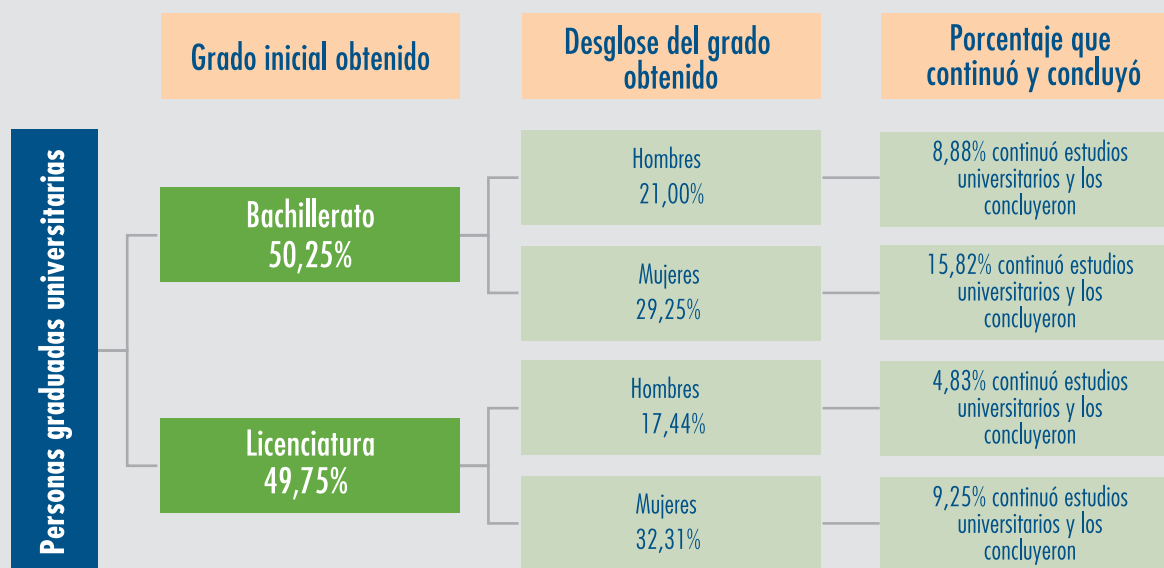 Grado inicial obtenido
Desglose del grado
obtenido
Porcentaje que
continuó y concluyó
Personas graduadas universitarias
Bachillerato
50,25%
Hombres
21,00%
8,88% continuó estudios
universitarios y los
concluyeron
Mujeres
29,25%
15,82% continuó estudios
universitarios y los
concluyeron
Licenciatura
49,75%
Hombres
17,44%
4,83% continuó estudios
universitarios y los
concluyeron
Mujeres
32,31%
9,25% continuó estudios
universitarios y los
concluyeron